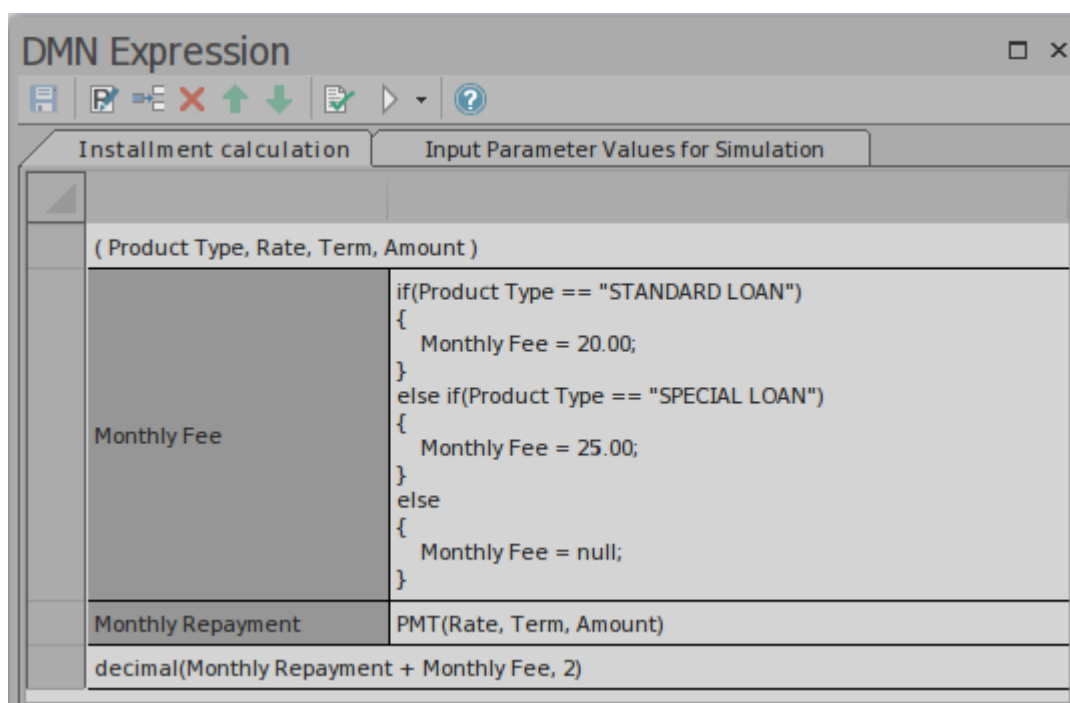 DMN Expression
Installment calculation
Input Parameter Values for Simulation
( Product Type, Rate, Term, Amount )
Monthly Fee
if(Product Type == "STANDARD LOAN")
{
Monthly Fee = 20.00;
}
else if(Product Type == "SPECIAL LOAN")
{
Monthly Fee = 25.00;
}
else
{
Monthly Fee = null;
}
Monthly Repayment
PMT(Rate, Term, Amount)
decimal(Monthly Repayment + Monthly Fee, 2)